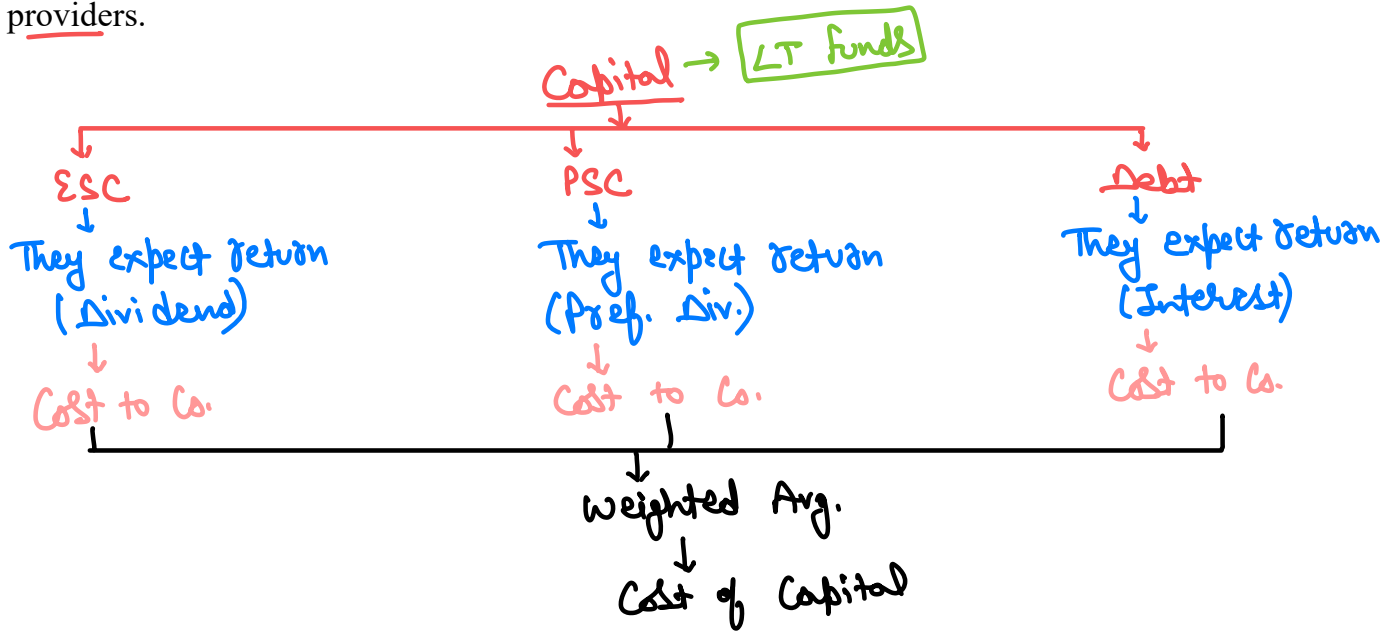 providers.
Capital → LT funds
ESC PSC Debt
They expect return They expect return They expect return
(Dividend) (Pref. Div.) (Interest)
Cost to Co. Cost to Co. Cost to Co.
Weighted Avg.
Cost of Capital